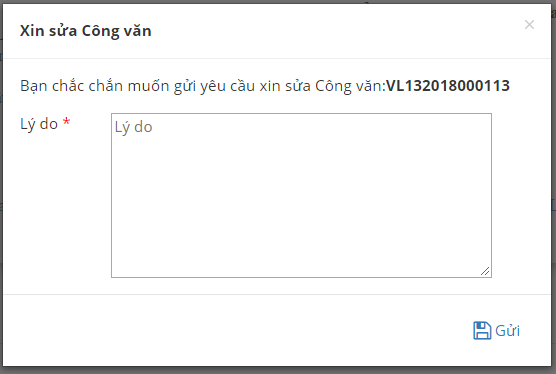 Xin sửa Công văn
×
Bạn chắc chắn muốn gửi yêu cầu xin sửa Công văn:VL132018000113
Lý do *
Lý do
Gửi